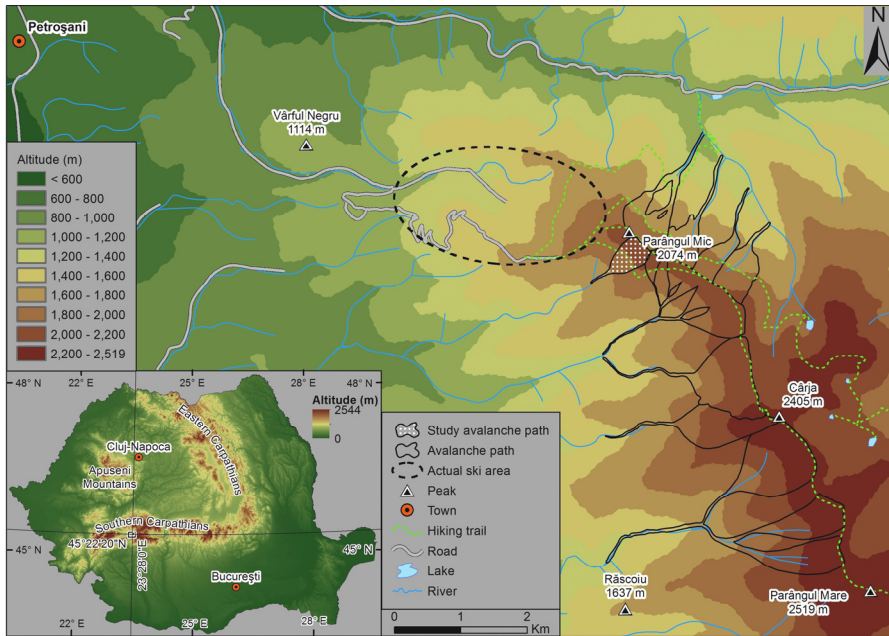 Petroşani
N
Vârful Negru
1114 m
Parângul Mic
2074 m
Cârja
2405 m
Răscoiu
1637 m
Parângul Mare
2519 m
Altitude (m)
< 600
600 - 800
800 - 1,000
1,000 - 1,200
1,200 - 1,400
1,400 - 1,600
1,600 - 1,800
1,800 - 2,000
2,000 - 2,200
2,200 - 2,519
48° N
22° E
25° E
28° E
48° N
Altitude (m)
2544
0
Eastern Carpathians
Cluj-Napoca
Apuseni
Mountains
Southern Carpathians
45°22'20"N
23°28'0"E
45° N
45° N
Bucureşti
22° E
25° E
28° E
Study avalanche path
Avalanche path
Actual ski area
Peak
Town
Hiking trail
Road
Lake
River
0 1 2
Km